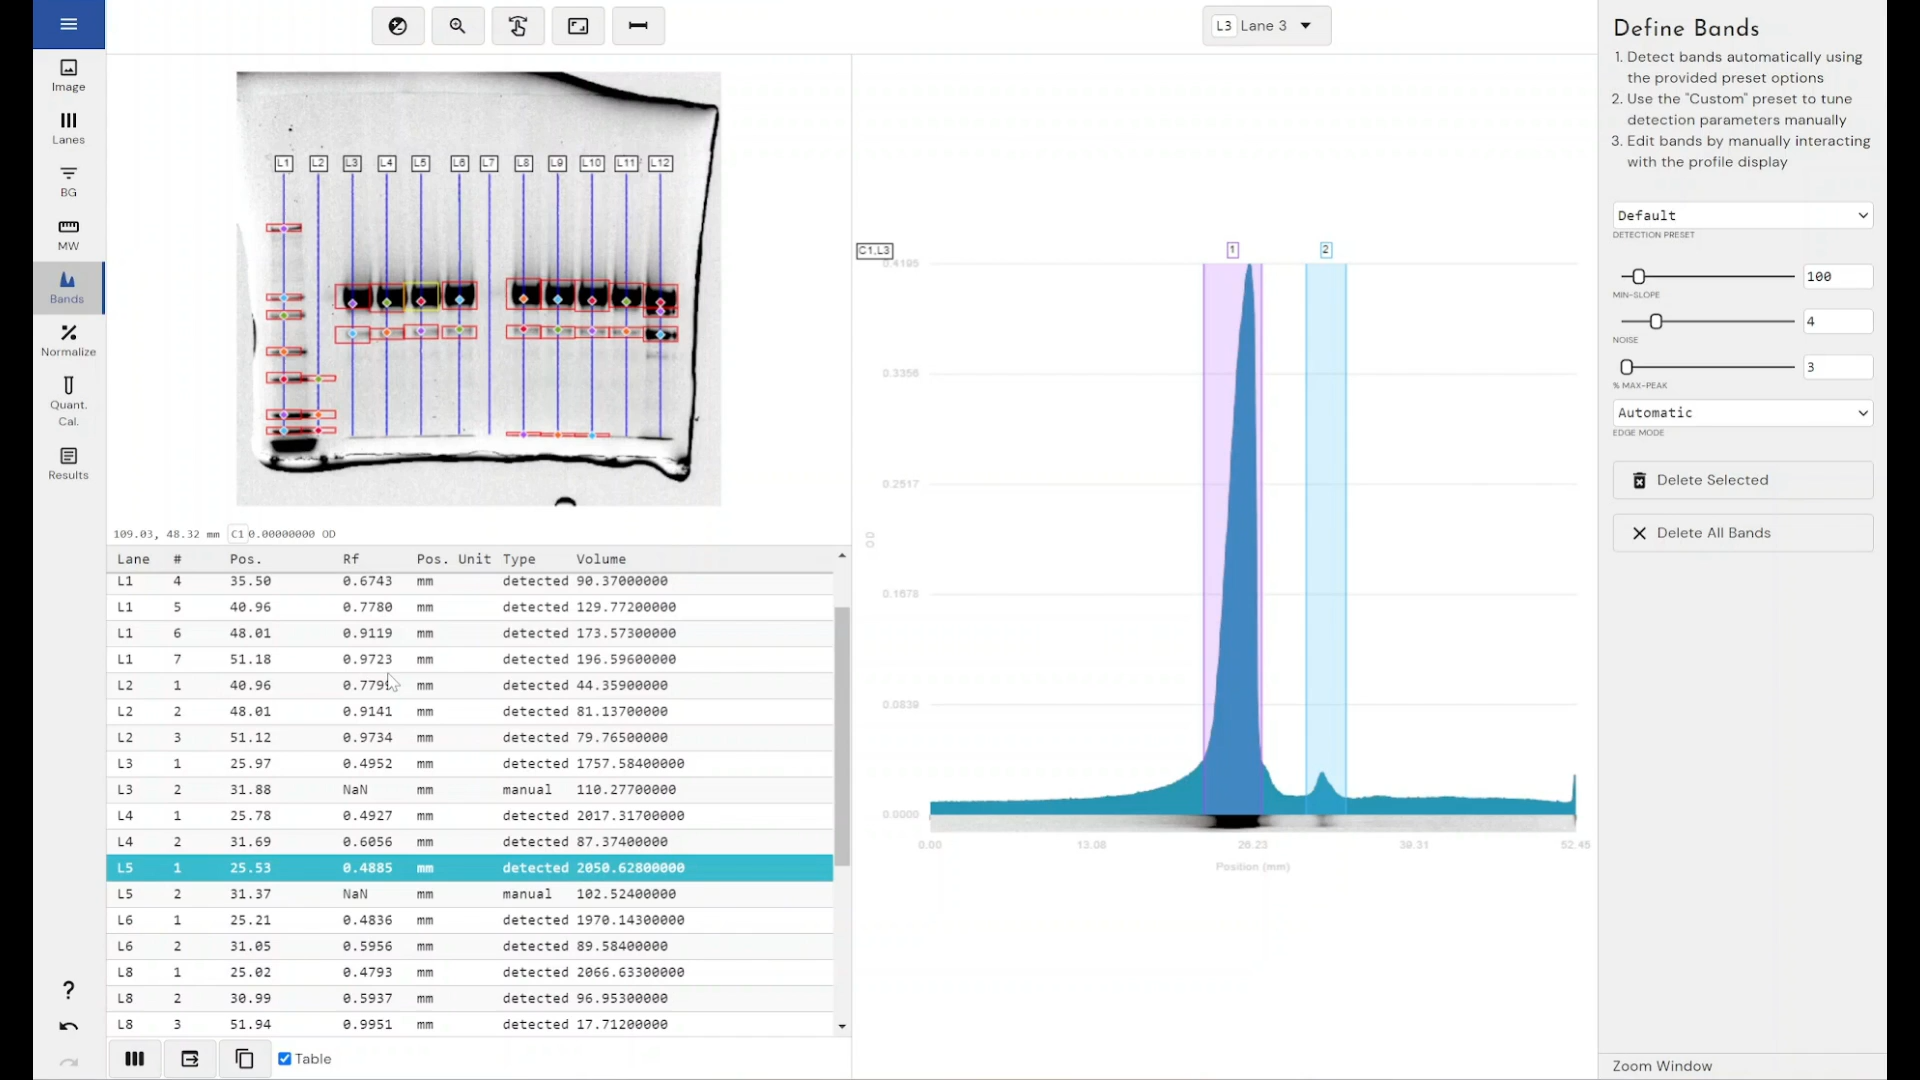 Image
Lanes
BG
MW
Bands
Normalize
Quant.
Cal.
Results
?
L3 Lane 3
L1 L2 L3 L4 L5 L6 L7 L8 L9 L10 L11 L12
109.03, 48.32 mm C1 0.00000000 OD
Lane # Pos. Rf Pos. Unit Type Volume
L1 4 35.50 0.6743 mm detected 90.37000000
L1 5 40.96 0.7780 mm detected 129.77200000
L1 6 48.01 0.9119 mm detected 173.57300000
L1 7 51.18 0.9723 mm detected 196.59600000
L2 1 40.96 0.779 mm detected 44.35900000
L2 2 48.01 0.9141 mm detected 81.13700000
L2 3 51.12 0.9734 mm detected 79.76500000
L3 1 25.97 0.4952 mm detected 1757.58400000
L3 2 31.88 NaN mm manual 110.27700000
L4 1 25.78 0.4927 mm detected 2017.31700000
L4 2 31.69 0.6056 mm detected 87.37400000
L5 1 25.53 0.4885 mm detected 2050.62800000
L5 2 31.37 NaN mm manual 102.52400000
L6 1 25.21 0.4836 mm detected 1970.14300000
L6 2 31.05 0.5956 mm detected 89.58400000
L8 1 25.02 0.4793 mm detected 2066.63300000
L8 2 30.99 0.5937 mm detected 96.95300000
L8 3 51.94 0.9951 mm detected 17.71200000
Table
C1,L3
1 2
0.4195
0.3356
0.2517
0.1678
0.0839
0.0000
OD
0.00 13.08 26.23 39.31 52.45
Position (mm)
Define Bands
1. Detect bands automatically using
the provided preset options
2. Use the "Custom" preset to tune
detection parameters manually
3. Edit bands by manually interacting
with the profile display
Default
DETECTION PRESET
100
MIN-SLOPE
4
NOISE
3
% MAX-PEAK
Automatic
EDGE MODE
Delete Selected
Delete All Bands
Zoom Window